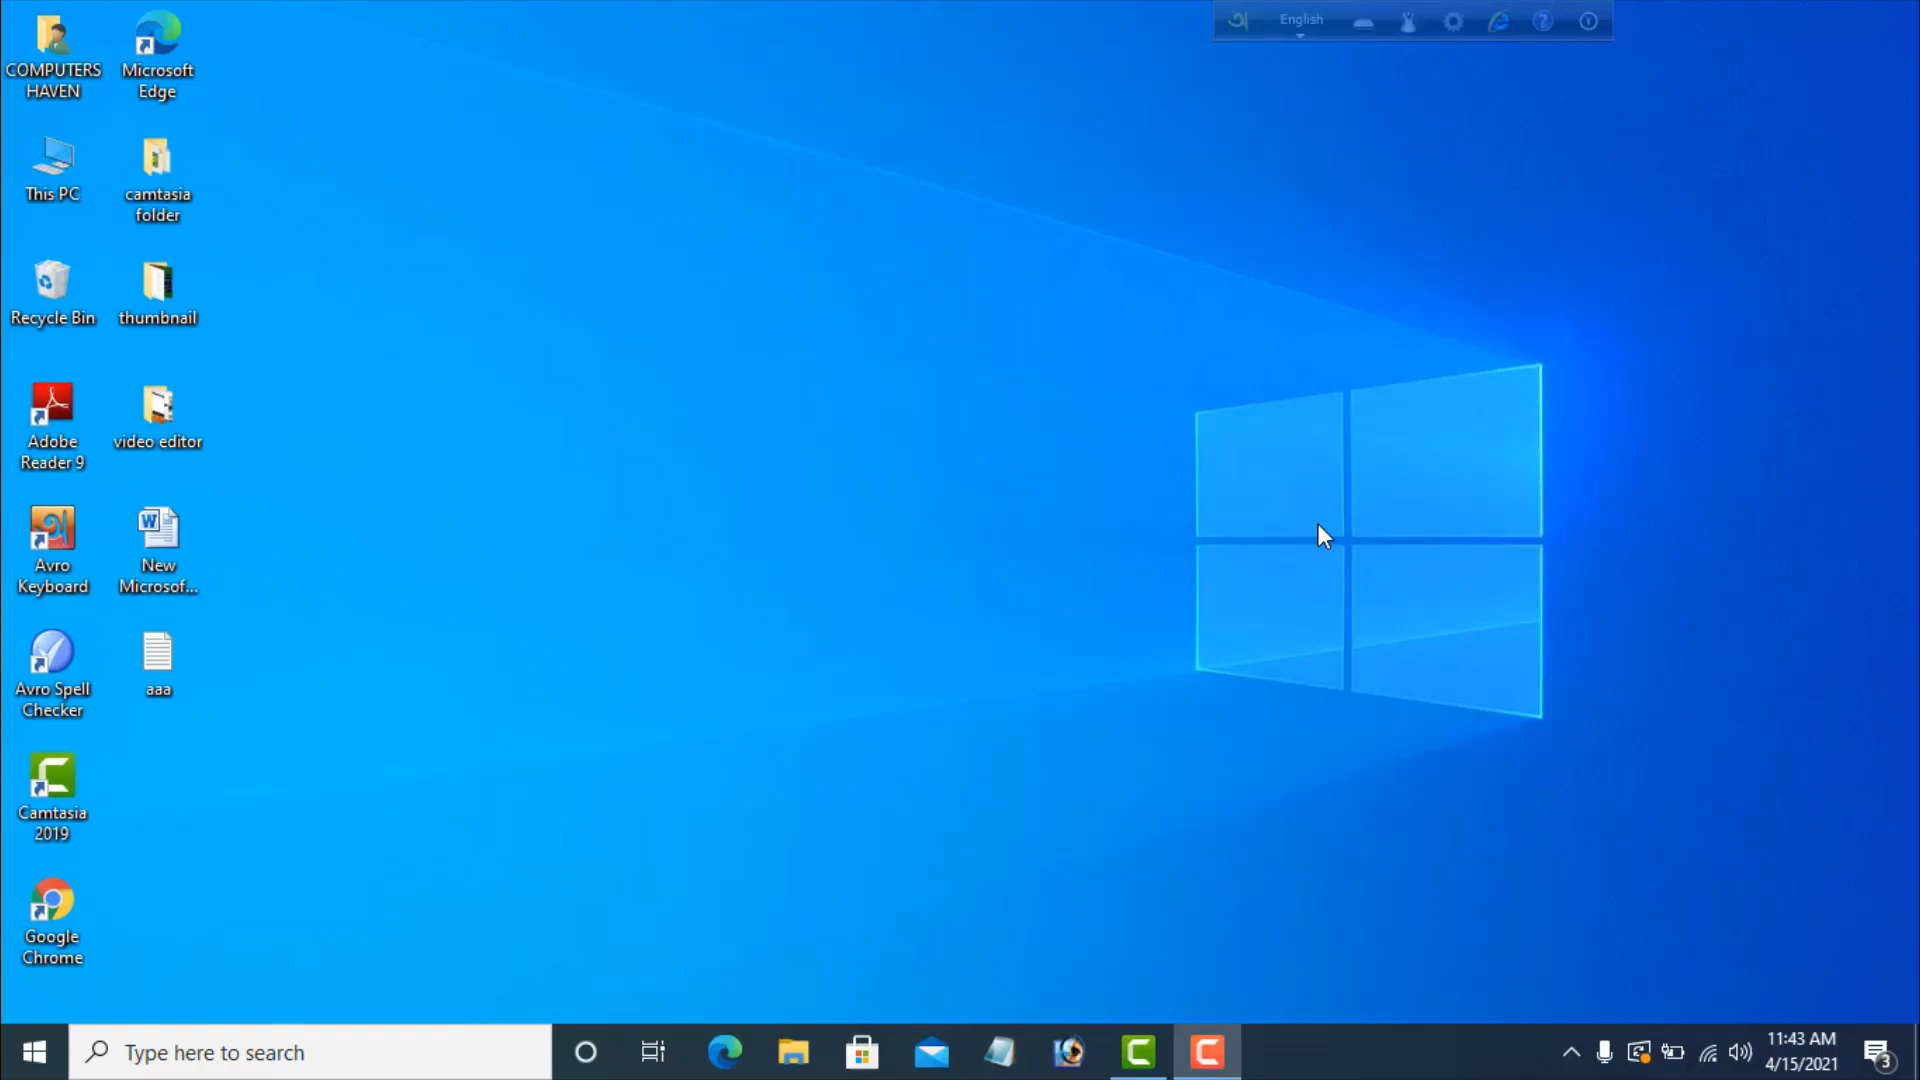 English
COMPUTERS
HAVEN
Microsoft
Edge
This PC
camtasia
folder
Recycle Bin
thumbnail
Adobe
Reader 9
video editor
Avro
Keyboard
New
Microsof...
Avro Spell
Checker
aaa
Camtasia
2019
Google
Chrome
Type here to search
11:43 AM
4/15/2021
3